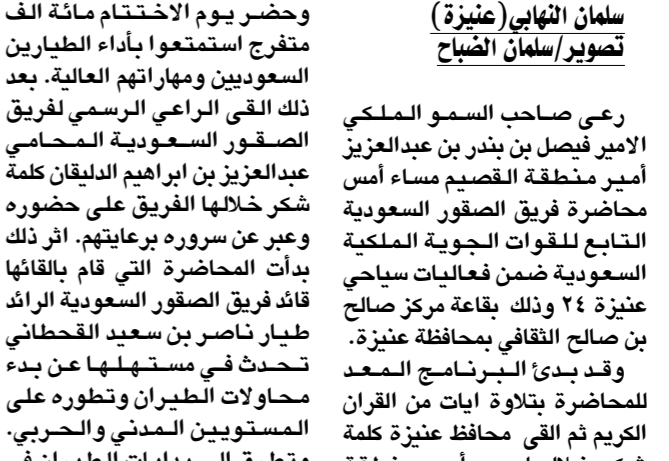 سلمان النهابي(عنيزة)
تصوير/سلمان الضباح
رعى صاحب السمو الملكي
الامير فيصل بن بندر بن عبدالعزيز
أمير منطقة القصيم مساء أمس
محاضرة فريق الصقور السعودية
التابع للقوات الجوية الملكية
السعودية ضمن فعاليات سياحي
عنيزة ٢٤ وذلك بقاعة مركز صالح
بن صالح الثقافي بمحافظة عنيزة.
وقد بدئ البرنامج المعد
للمحاضرة بتلاوة ايات من القران
الكريم ثم القى محافظ عنيزة كلمة
وحضر يوم الاختتام مائة الف
متفرج استمتعوا بأداء الطيارين
السعوديين ومهاراتهم العالية. بعد
ذلك القى الراعي الرسمي لفريق
الصقور السعودية المحامي
عبدالعزيز بن ابراهيم الدليقان كلمة
شكر خلالها الفريق على حضوره
وعبر عن سروره برعايتهم. اثر ذلك
بدأت المحاضرة التي قام بالقائها
قائد فريق الصقور السعودية الرائد
طيار ناصر بن سعيد القحطاني
تحدث في مستهلها عن بدء
محاولات الطيران وتطوره على
المستويين المدني والحربي.